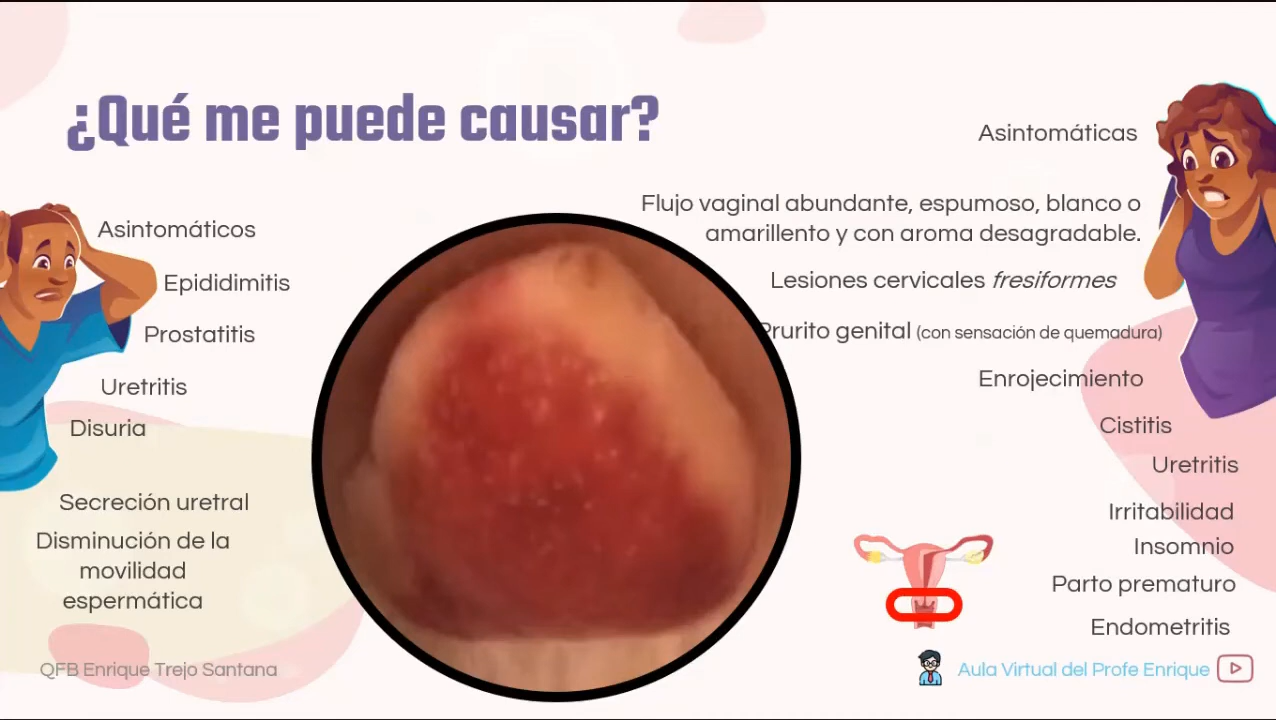 ¿Qué me puede causar?
Asintomáticos
Epididimitis
Prostatitis
Uretritis
Disuria
Secreción uretral
Disminución de la
movilidad
espermática
QFB Enrique Trejo Santana
Asintomáticas
Flujo vaginal abundante, espumoso, blanco o
amarillento y con aroma desagradable.
Lesiones cervicales fresiformes
Prurito genital (con sensación de quemadura)
Enrojecimiento
Cistitis
Uretritis
Irritabilidad
Insomnio
Parto prematuro
Endometritis
Aula Virtual del Profe Enrique